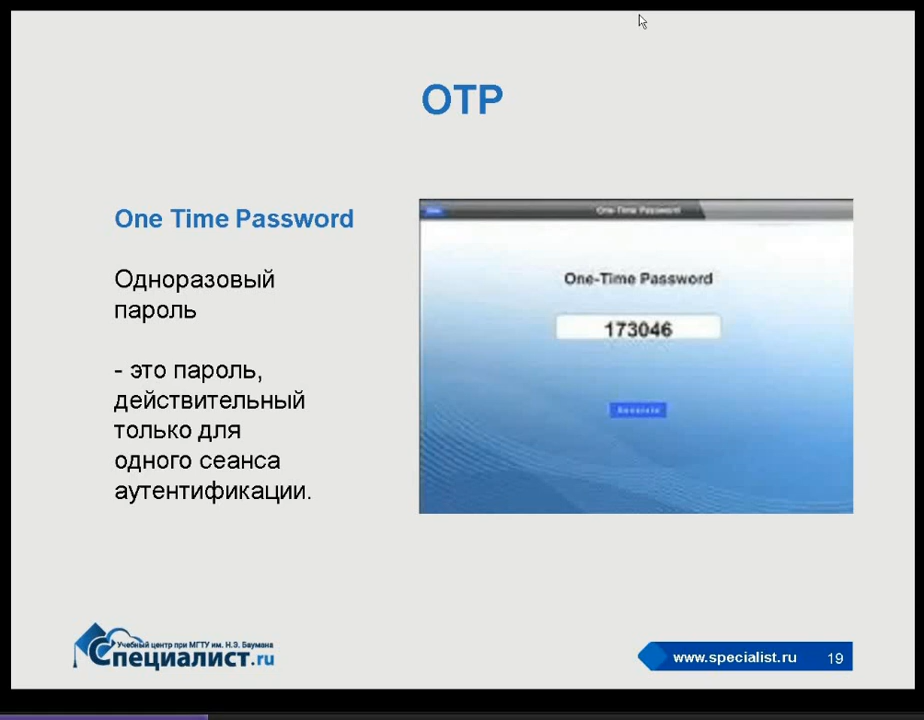 OTP
One Time Password
Одноразовый
пароль
- это пароль,
действительный
только для
одного сеанса
аутентификации.
One-Time Password
One-Time Password
173046
Учебный центр при МГТУ им. Н.Э. Баумана
Специалист.ru
www.specialist.ru 19